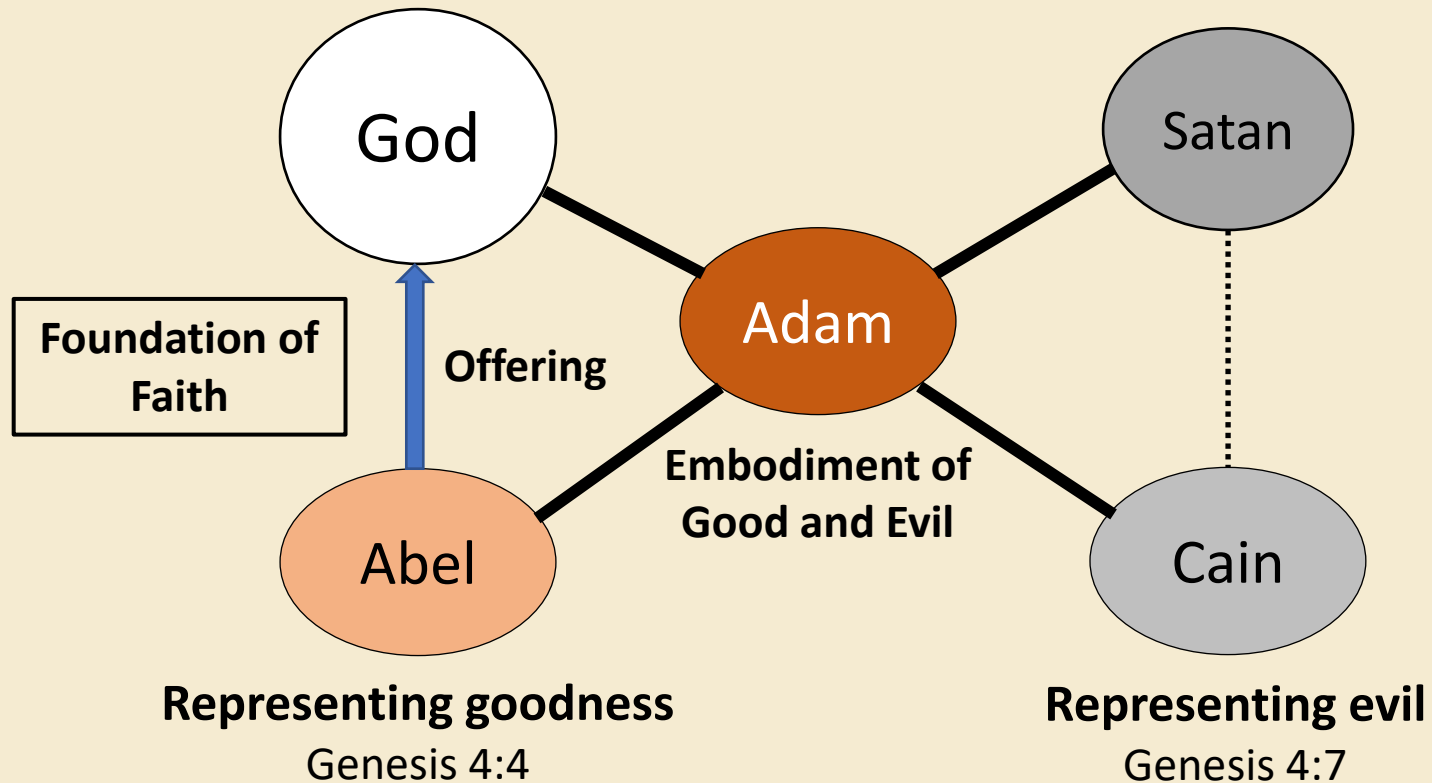 God
Satan
Adam
Foundation of
Faith
Offering
Embodiment of
Good and Evil
Abel
Cain
Representing goodness
Genesis 4:4
Representing evil
Genesis 4:7